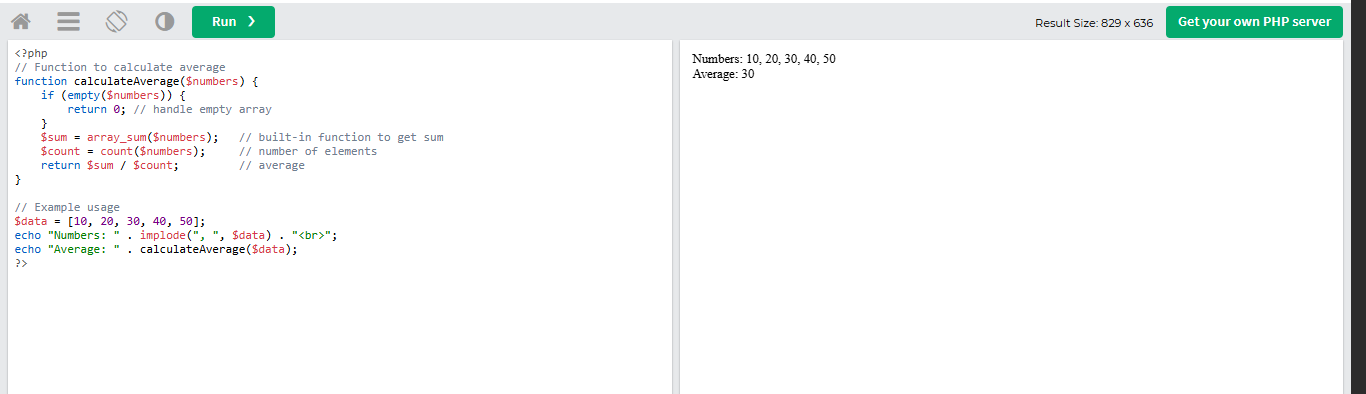 Run ❯
Result Size: 829 x 636
Get your own PHP server
<?php
// Function to calculate average
function calculateAverage($numbers) {
    if (empty($numbers)) {
        return 0; // handle empty array
    }
    $sum = array_sum($numbers);   // built-in function to get sum
    $count = count($numbers);     // number of elements
    return $sum / $count;         // average
}

// Example usage
$data = [10, 20, 30, 40, 50];
echo "Numbers: " . implode(", ", $data) . "<br>";
echo "Average: " . calculateAverage($data);
?>
Numbers: 10, 20, 30, 40, 50
Average: 30